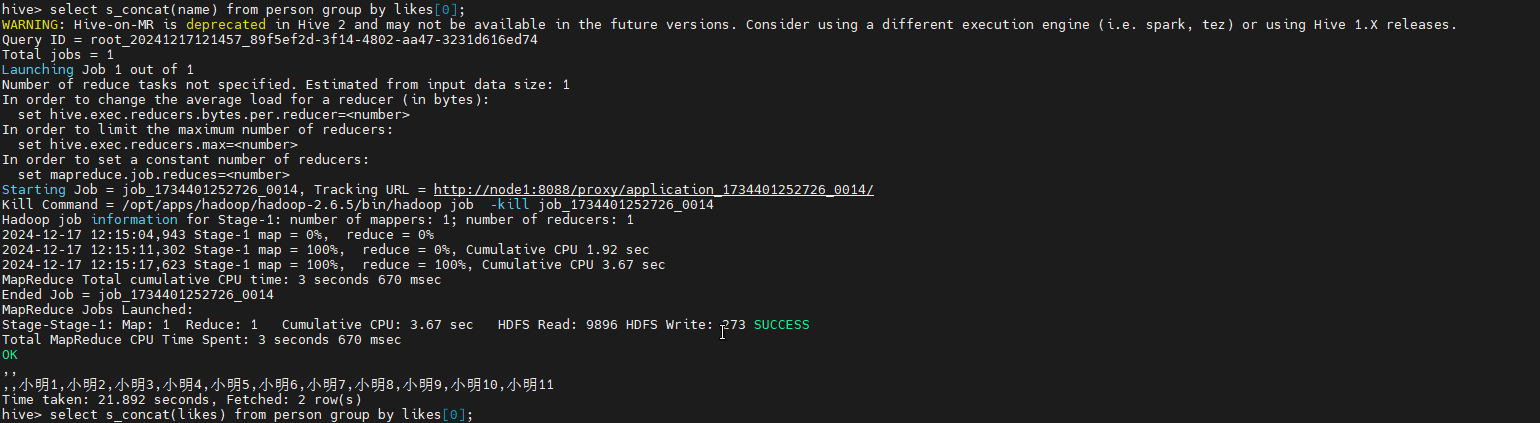 hive> select s_concat(name) from person group by likes[0];
WARNING: Hive-on-MR is deprecated in Hive 2 and may not be available in the future versions. Consider using a different execution engine (i.e. spark, tez) or using Hive 1.X releases.
Query ID = root_20241217121457_89f5ef2d-3f14-4802-aa47-3231d616ed74
Total jobs = 1
Launching Job 1 out of 1
Number of reduce tasks not specified. Estimated from input data size: 1
In order to change the average load for a reducer (in bytes):
  set hive.exec.reducers.bytes.per.reducer=<number>
In order to limit the maximum number of reducers:
  set hive.exec.reducers.max=<number>
In order to set a constant number of reducers:
  set mapreduce.job.reduces=<number>
Starting Job = job_1734401252726_0014, Tracking URL = http://node1:8088/proxy/application_1734401252726_0014/
Kill Command = /opt/apps/hadoop/hadoop-2.6.5/bin/hadoop job  -kill job_1734401252726_0014
Hadoop job information for Stage-1: number of mappers: 1; number of reducers: 1
2024-12-17 12:15:04,943 Stage-1 map = 0%,  reduce = 0%
2024-12-17 12:15:11,302 Stage-1 map = 100%,  reduce = 0%, Cumulative CPU 1.92 sec
2024-12-17 12:15:17,623 Stage-1 map = 100%,  reduce = 100%, Cumulative CPU 3.67 sec
MapReduce Total cumulative CPU time: 3 seconds 670 msec
Ended Job = job_1734401252726_0014
MapReduce Jobs Launched:
Stage-Stage-1: Map: 1  Reduce: 1   Cumulative CPU: 3.67 sec   HDFS Read: 9896 HDFS Write: 273 SUCCESS
Total MapReduce CPU Time Spent: 3 seconds 670 msec
OK
,,
,,小明1,小明2,小明3,小明4,小明5,小明6,小明7,小明8,小明9,小明10,小明11
Time taken: 21.892 seconds, Fetched: 2 row(s)
hive> select s_concat(likes) from person group by likes[0];